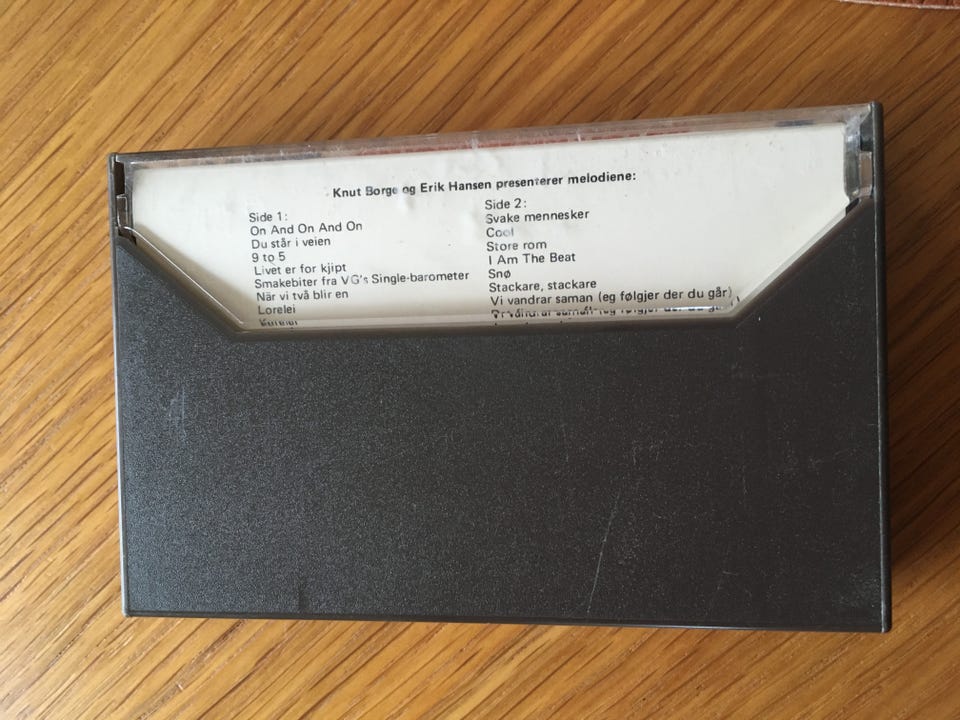 Knut Borge og Erik Hansen presenterer melodiene:
Side 1:
On And On And On
Du står i veien
9 to 5
Livet er for kjipt
Smakebiter fra VG's Single-barometer
När vi två blir en
Lorelei
Side 2:
Svake mennesker
Cool
Store rom
I Am The Beat
Snø
Stackare, stackare
Vi vandrar saman (eg følgjer der du går)